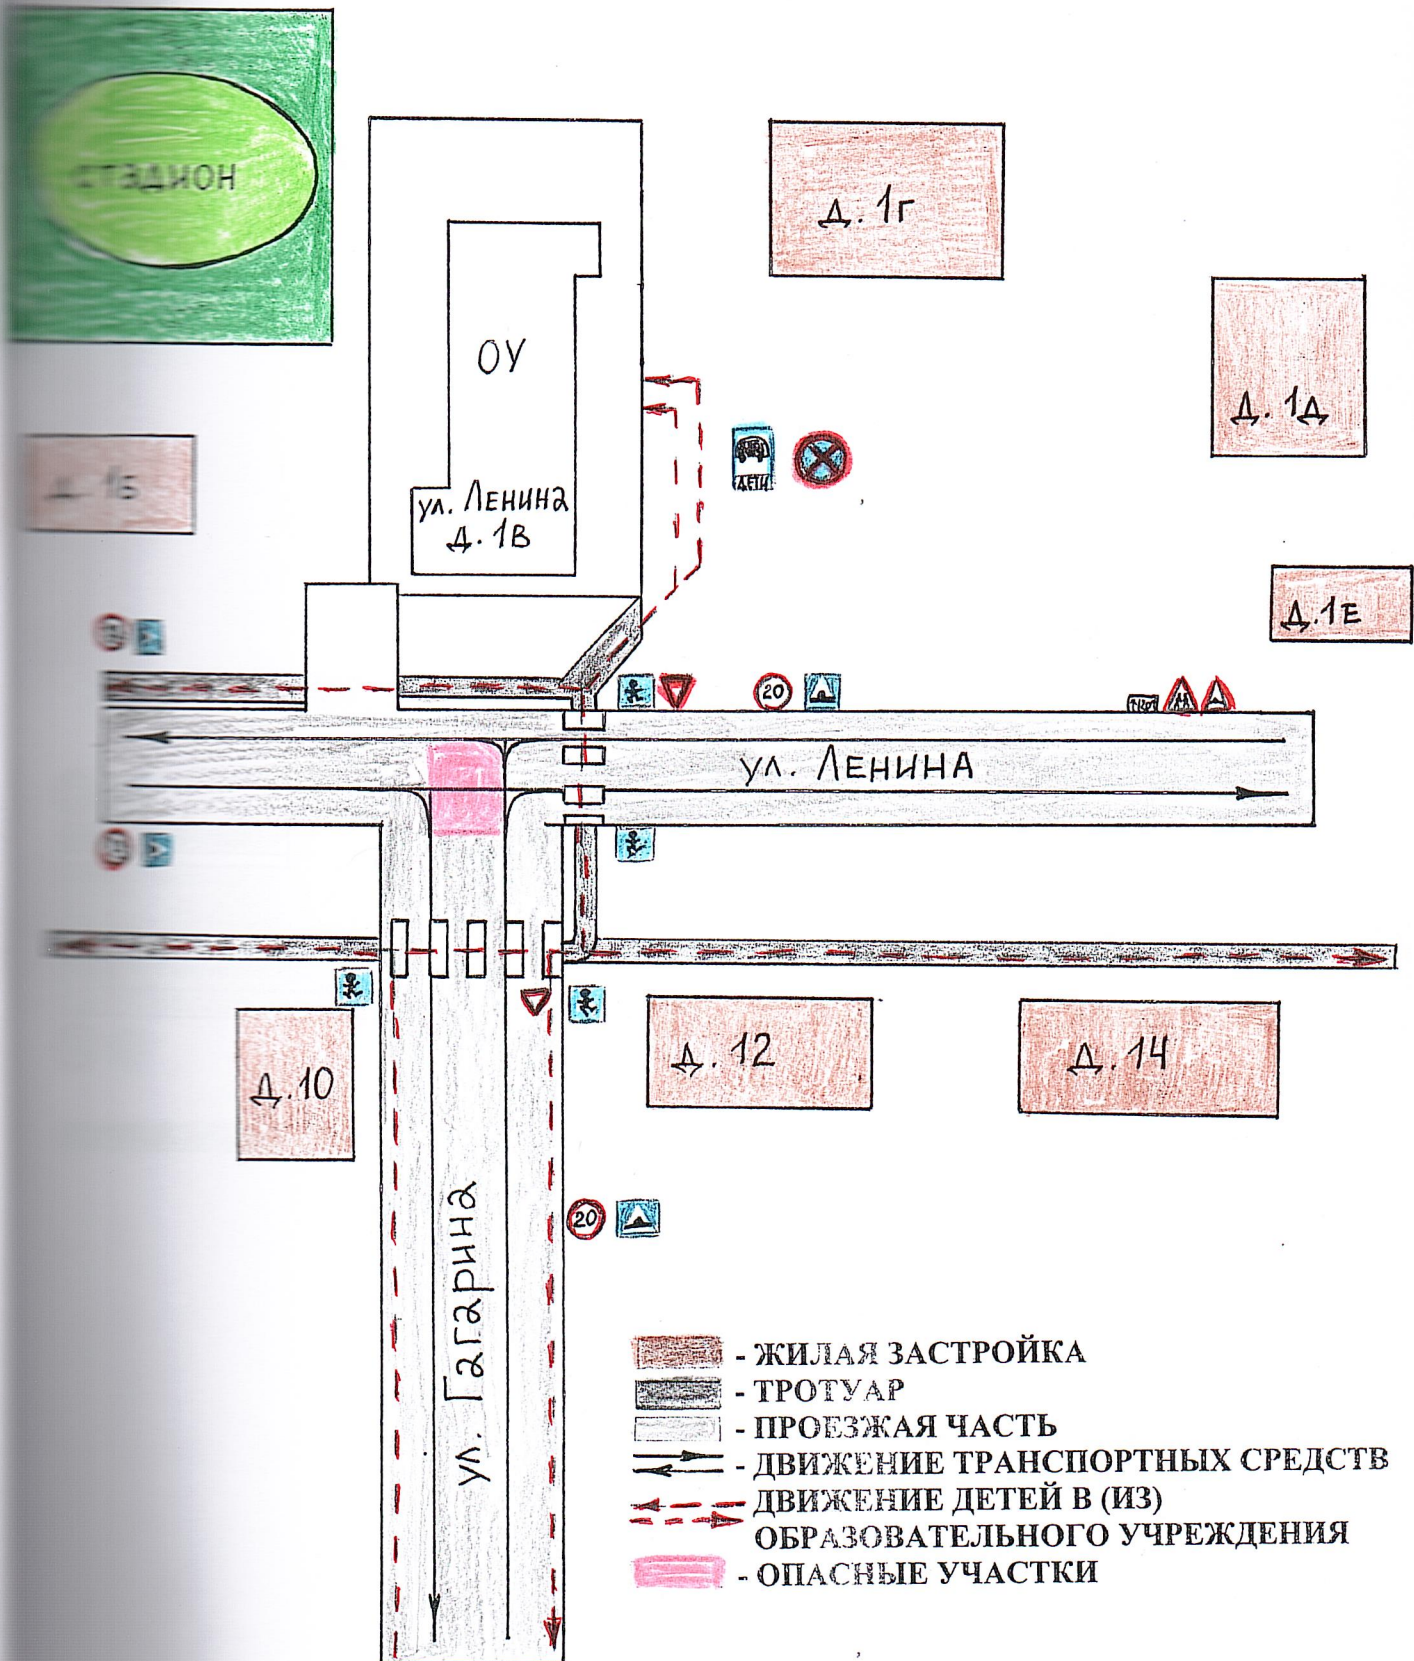 стадион
д. 1г
д. 1д
ОУ
ДЕТИ
д. 1Б
ул. Ленина
д. 1В
д. 1Е
20
ул. ЛЕНИНА
д. 10
д. 12
д. 14
20
ул. Гагарина
- ЖИЛАЯ ЗАСТРОЙКА
- ТРОТУАР
- ПРОЕЗЖАЯ ЧАСТЬ
- ДВИЖЕНИЕ ТРАНСПОРТНЫХ СРЕДСТВ
ДВИЖЕНИЕ ДЕТЕЙ В (ИЗ)
ОБРАЗОВАТЕЛЬНОГО УЧРЕЖДЕНИЯ
- ОПАСНЫЕ УЧАСТКИ